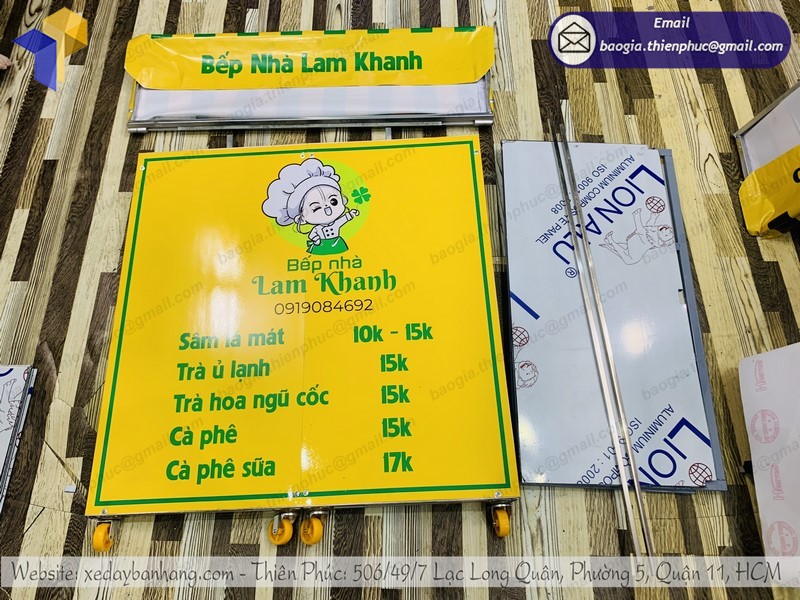 Email
baogia.thienphuc@gmail.com
Bếp Nhà Lam Khanh
Bếp nhà
Lam Khanh
0919084692
Sâm lá mát 10k - 15k
Trà ủ lạnh 15k
Trà hoa ngũ cốc 15k
Cà phê 15k
Cà phê sữa 17k
LIONALU®
ALUMINIUM COMPOSITE PANEL
LION
ALUMINIUM
Website: xedaybanhang.com - Thiên Phúc: 506/49/7 Lạc Long Quân, Phường 5, Quận 11, HCM